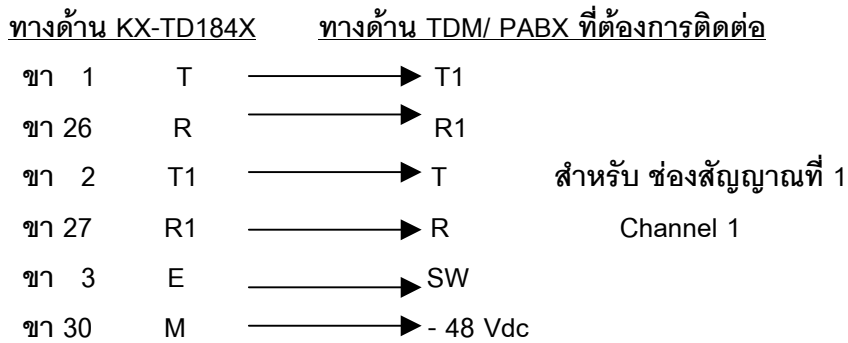 ทางด้าน KX-TD184X ทางด้าน TDM/ PABX ที่ต้องการติดต่อ
ขา 1 T T1
ขา 26 R R1
ขา 2 T1 T สำหรับ ช่องสัญญาณที่ 1
ขา 27 R1 R Channel 1
ขา 3 E SW
ขา 30 M - 48 Vdc